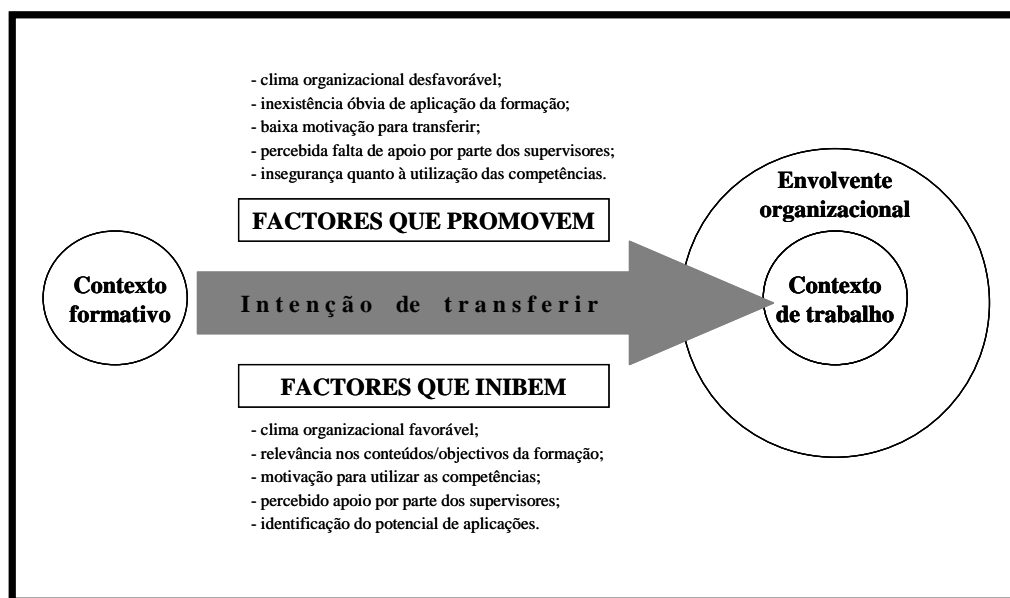 - clima organizacional desfavorável;
- inexistência óbvia de aplicação da formação;
- baixa motivação para transferir;
- percebida falta de apoio por parte dos supervisores;
- insegurança quanto à utilização das competências.
FACTORES QUE PROMOVEM
Contexto
formativo
Intenção de transferir
Envolvente
organizacional
Contexto
de trabalho
FACTORES QUE INIBEM
- clima organizacional favorável;
- relevância nos conteúdos/objectivos da formação;
- motivação para utilizar as competências;
- percebido apoio por parte dos supervisores;
- identificação do potencial de aplicações.